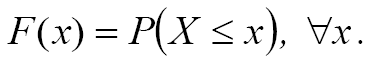 F(x) = P(X ≤ x), ∀x.